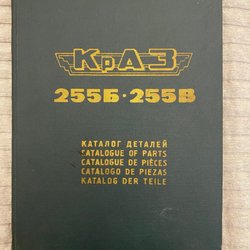 КрАЗ
255Б·255В
КАТАЛОГ ДЕТАЛЕЙ
CATALOGUE OF PARTS
CATALOGUE DE PIÈCES
CATALOGO DE PIEZAS
KATALOG DER TEILE